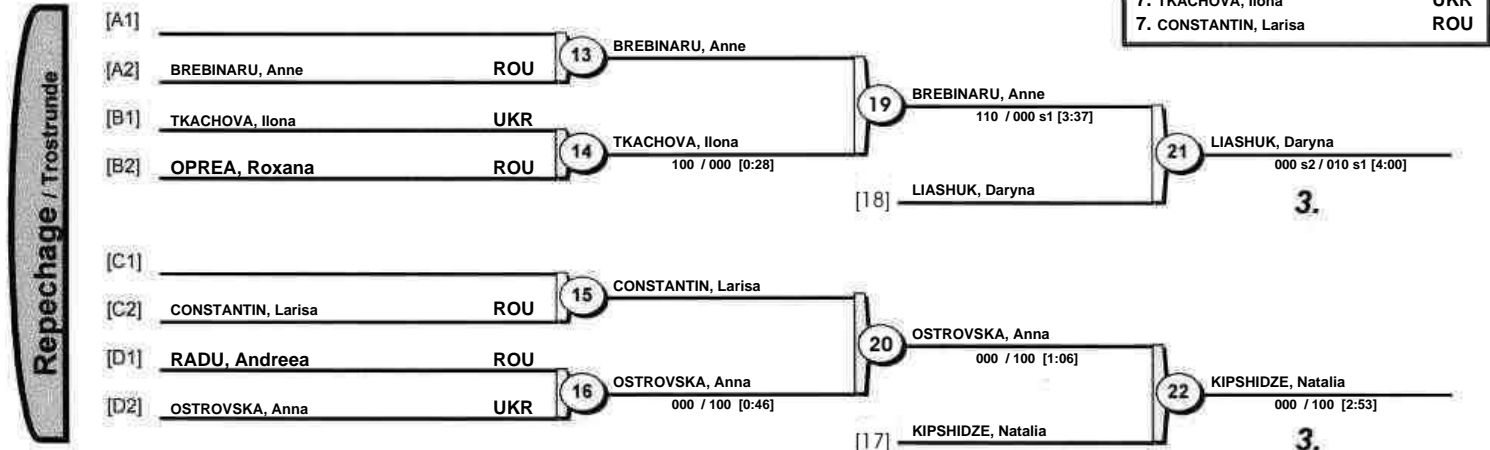 7. TKACHOVA, Ilona UKR
7. CONSTANTIN, Larisa ROU
Repechage / Trostrunde
[A1]
[A2] BREBINARU, Anne ROU
13 BREBINARU, Anne
[B1] TKACHOVA, Ilona UKR
[B2] OPREA, Roxana ROU
14 TKACHOVA, Ilona
100 / 000 [0:28]
19 BREBINARU, Anne
110 / 000 s1 [3:37]
[18] LIASHUK, Daryna
21 LIASHUK, Daryna
000 s2 / 010 s1 [4:00]
3.
[C1]
[C2] CONSTANTIN, Larisa ROU
15 CONSTANTIN, Larisa
[D1] RADU, Andreea ROU
[D2] OSTROVSKA, Anna UKR
16 OSTROVSKA, Anna
000 / 100 [0:46]
20 OSTROVSKA, Anna
000 / 100 [1:06]
[17] KIPSHIDZE, Natalia
22 KIPSHIDZE, Natalia
000 / 100 [2:53]
3.